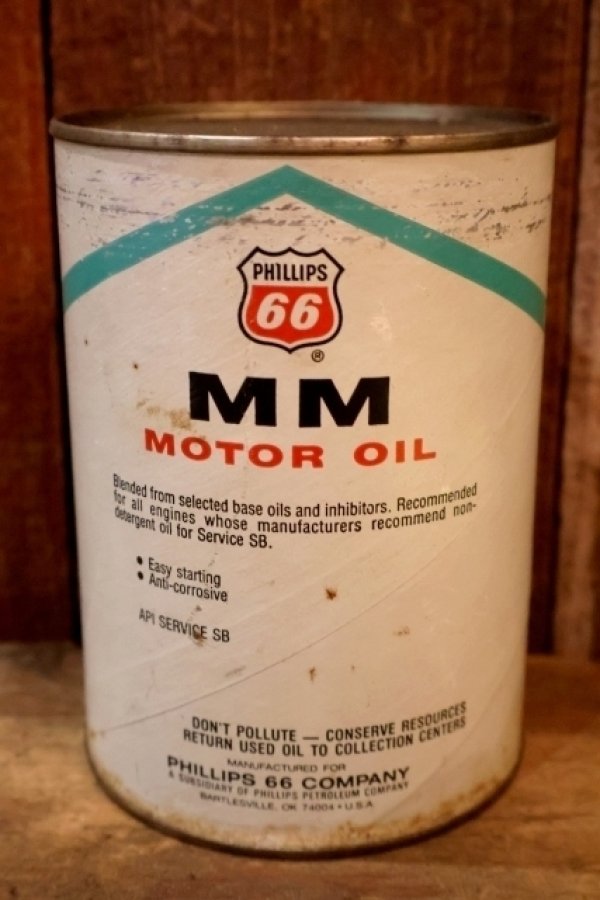 PHILLIPS
66
®
MM
MOTOR OIL
Blended from selected base oils and inhibitors. Recommended
for all engines whose manufacturers recommend non-
detergent oil for Service SB.
• Easy starting
• Anti-corrosive
API SERVICE SB
DON'T POLLUTE — CONSERVE RESOURCES
RETURN USED OIL TO COLLECTION CENTERS
MANUFACTURED FOR
PHILLIPS 66 COMPANY
A SUBSIDIARY OF PHILLIPS PETROLEUM COMPANY
BARTLESVILLE, OK 74004 • U.S.A.